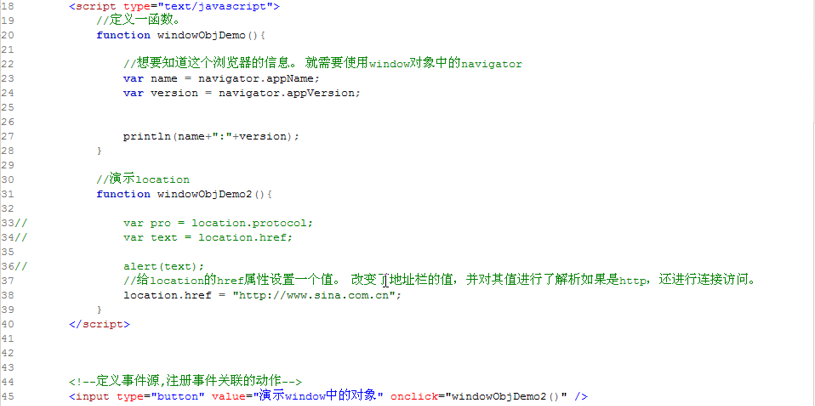 18 <script type="text/javascript">
19 //定义一函数。
20 function windowObjDemo(){
21
22 //想要知道这个浏览器的信息。 就需要使用window对象中的navigator
23 var name = navigator.appName;
24 var version = navigator.appVersion;
25
26
27 println(name+":"+version);
28 }
29
30 //演示location
31 function windowObjDemo2(){
32
33// var pro = location.protocol;
34// var text = location.href;
35
36// alert(text);
37 //给location的href属性设置一个值。 改变了地址栏的值，并对其值进行了解析如果是http，还进行连接访问。
38 location.href = "http://www.sina.com.cn";
39 }
40 </script>
41
42
43
44 <!--定义事件源,注册事件关联的动作-->
45 <input type="button" value="演示window中的对象" onclick="windowObjDemo2()" />